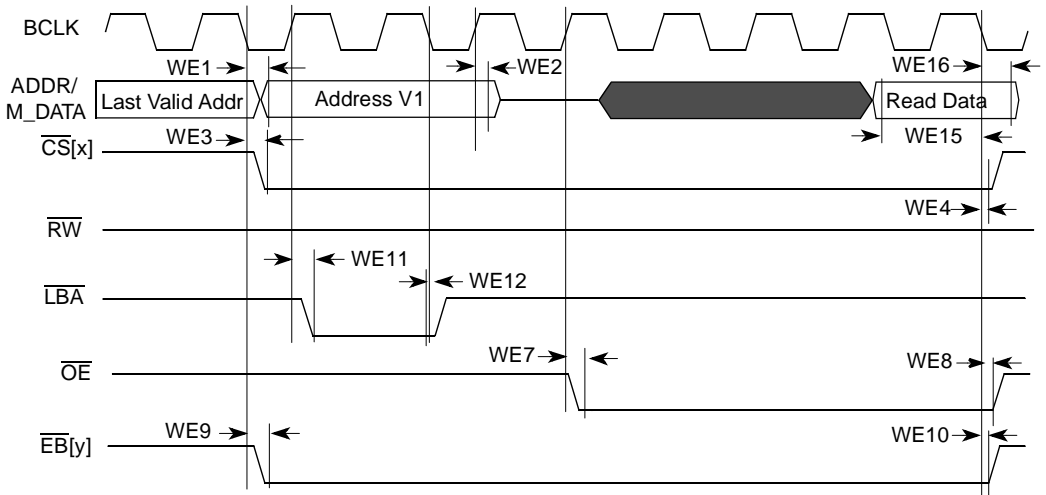 BCLK
WE1
WE2
WE16
ADDR/
M_DATA
Last Valid Addr
Address V1
Read Data
WE3
WE15
CS[x]
WE4
RW
WE11
WE12
LBA
WE7
WE8
OE
WE9
WE10
EB[y]